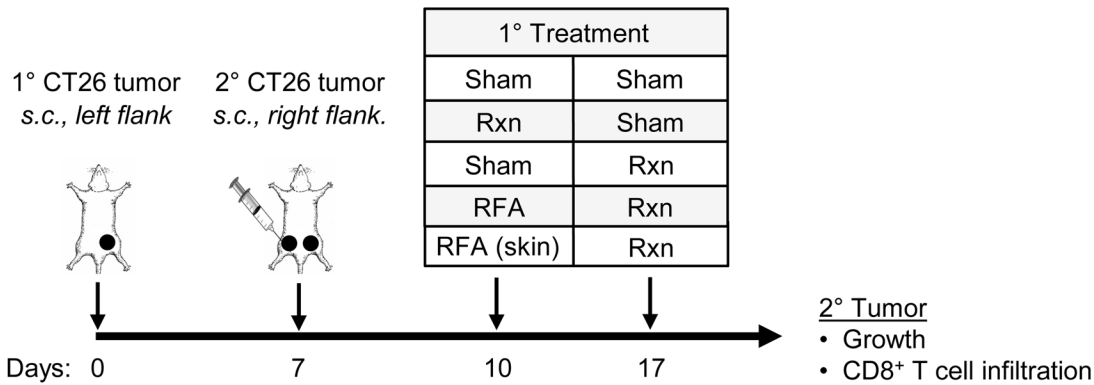 1° Treatment
1° CT26 tumor
s.c., left flank
2° CT26 tumor
s.c., right flank.
Sham Sham
Rxn Sham
Sham Rxn
RFA Rxn
RFA (skin) Rxn
2° Tumor
• Growth
• CD8⁺ T cell infiltration
Days: 0 7 10 17